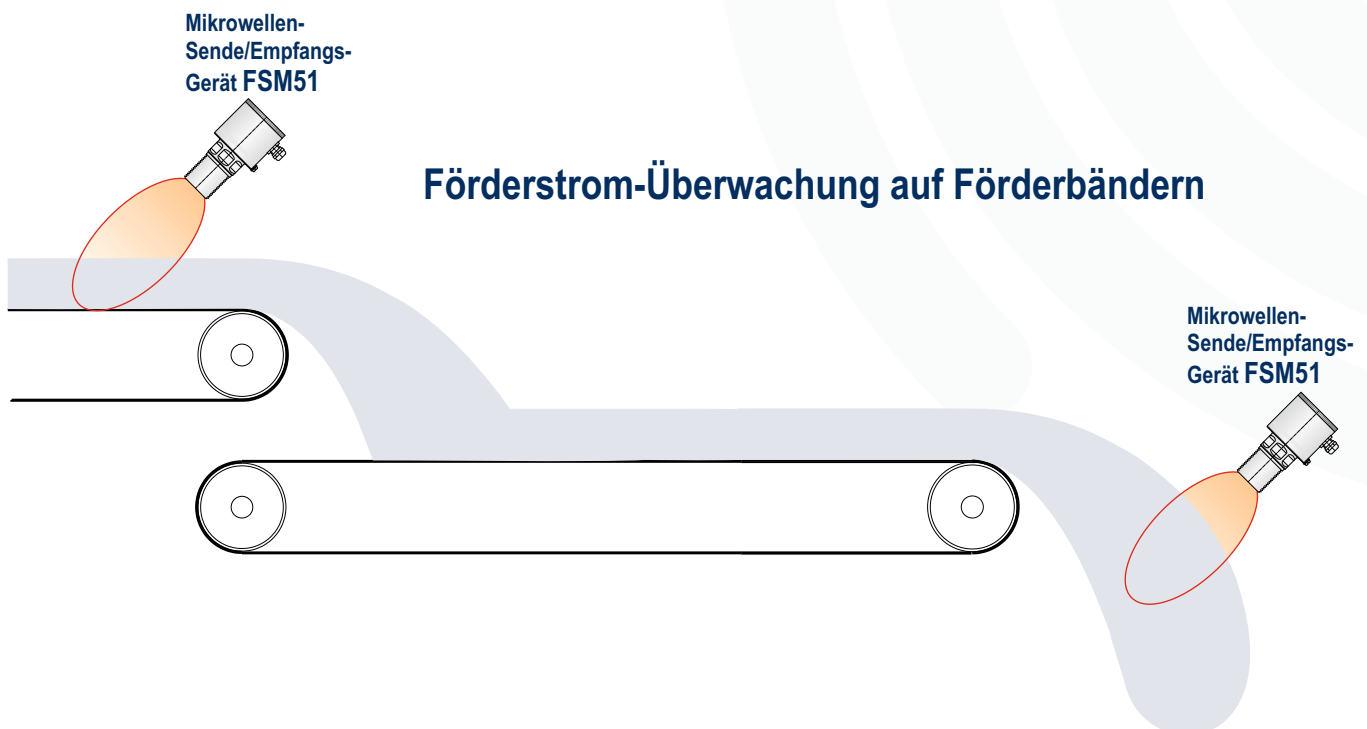 Mikrowellen-
Sende/Empfangs-
Gerät FSM51
Förderstrom-Überwachung auf Förderbändern
Mikrowellen-
Sende/Empfangs-
Gerät FSM51